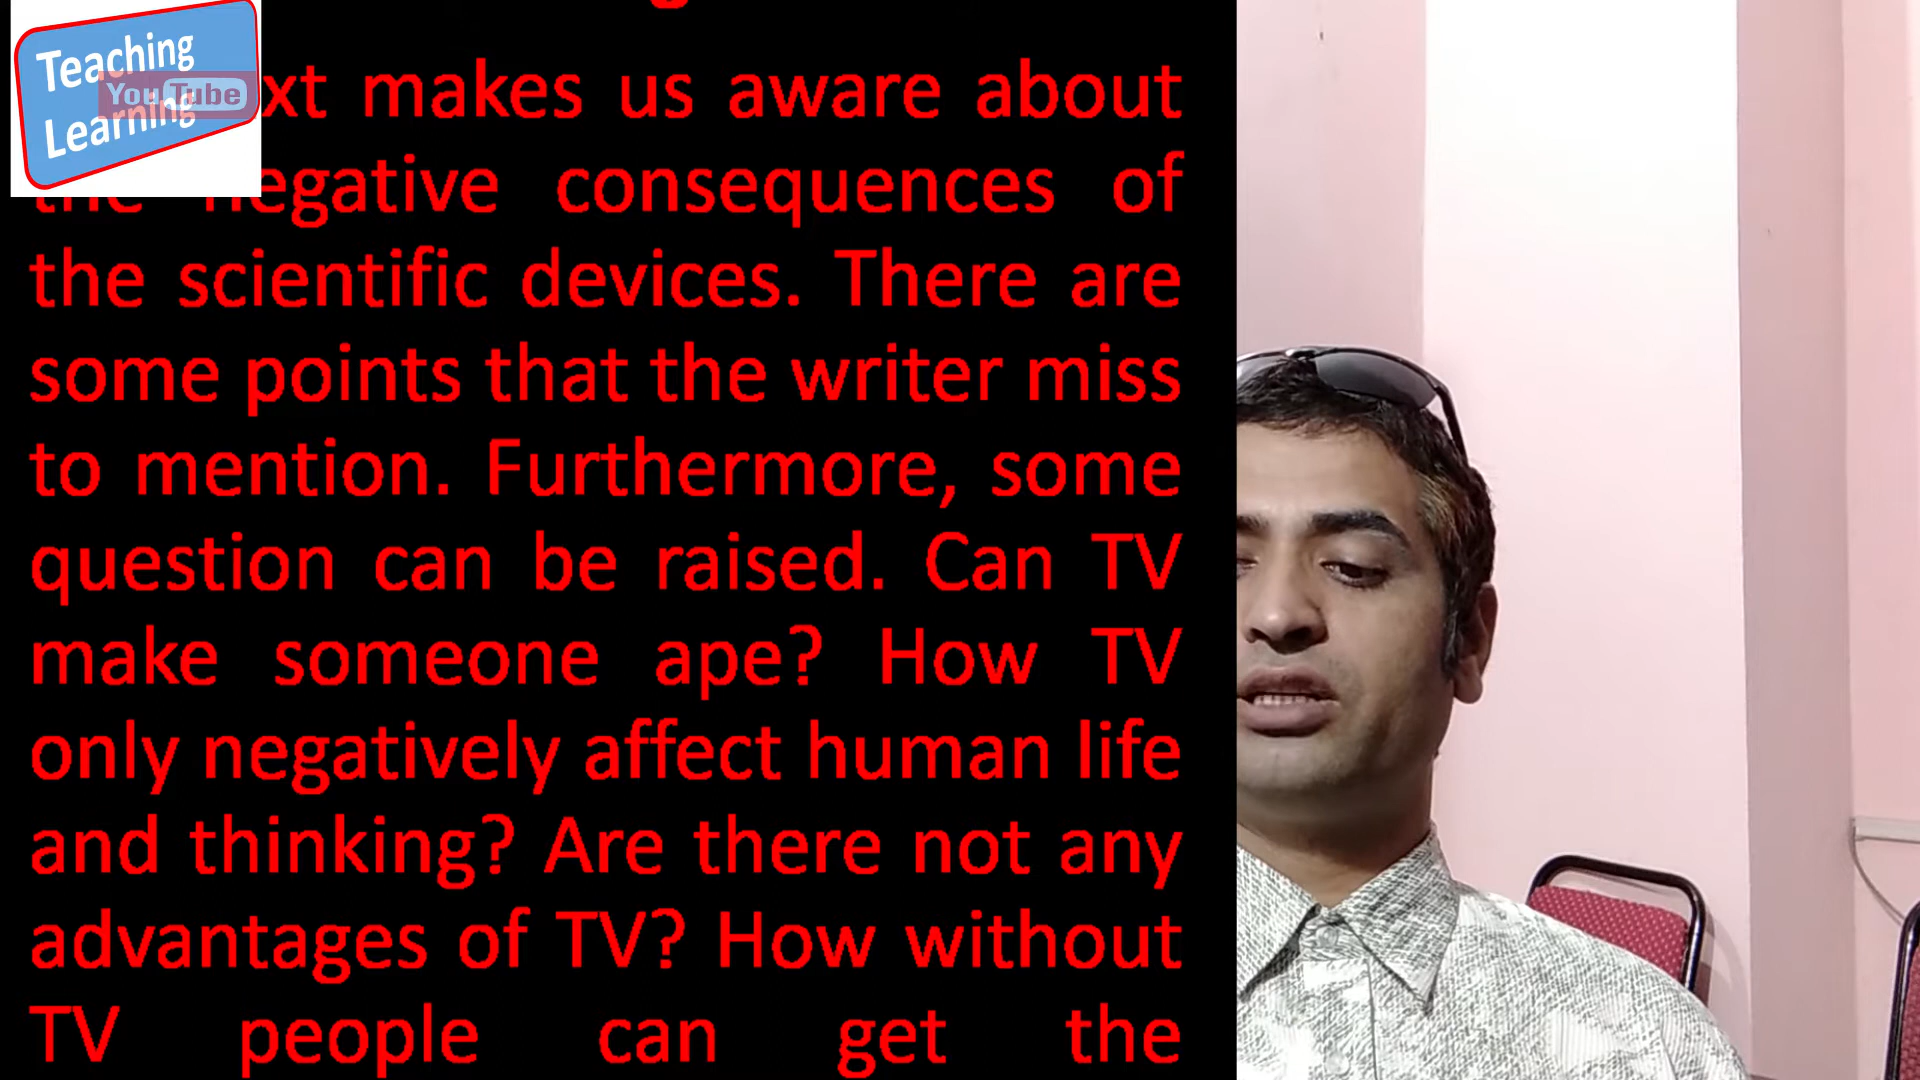 Teaching
YouTube
Learning
xt makes us aware about
the negative consequences of
the scientific devices. There are
some points that the writer miss
to mention. Furthermore, some
question can be raised. Can TV
make someone ape? How TV
only negatively affect human life
and thinking? Are there not any
advantages of TV? How without
TV people can get the